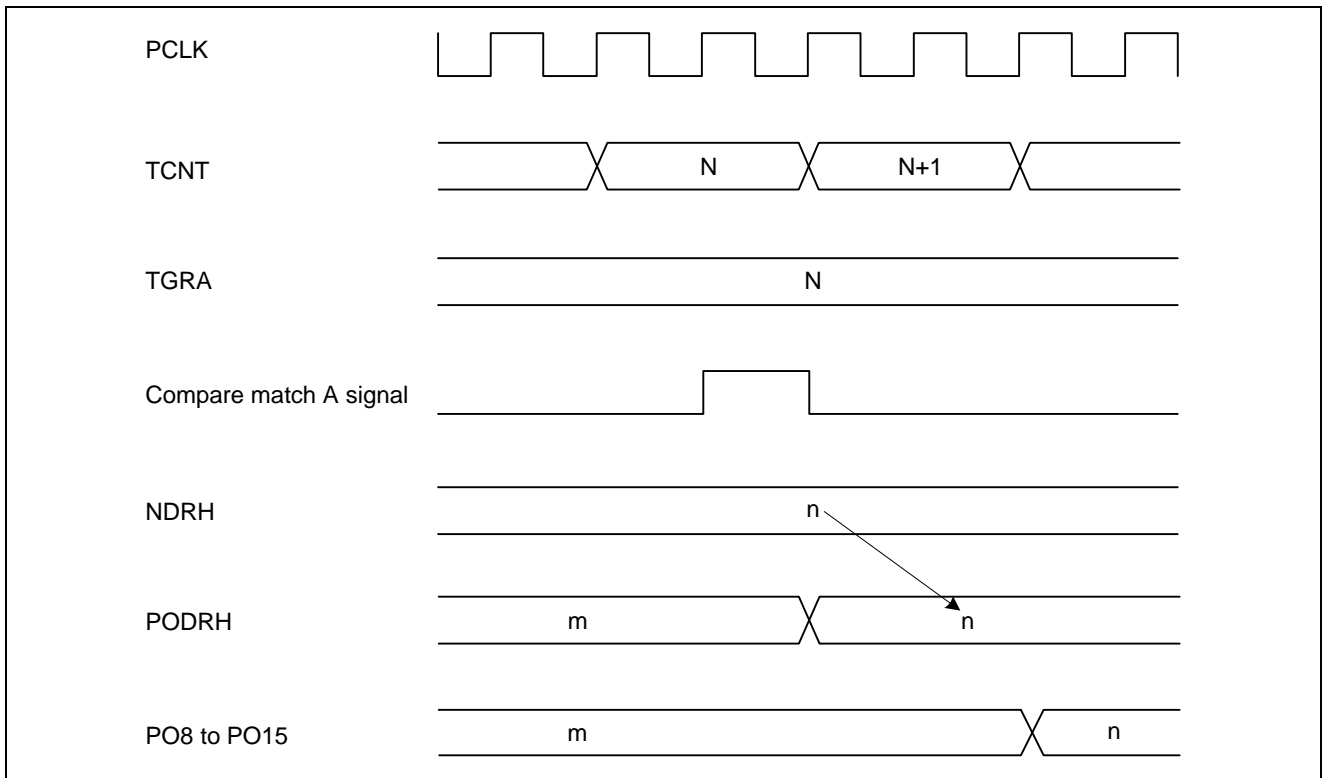 PCLK
TCNT N N+1
TGRA N
Compare match A signal
NDRH n
PODRH m n
PO8 to PO15 m n